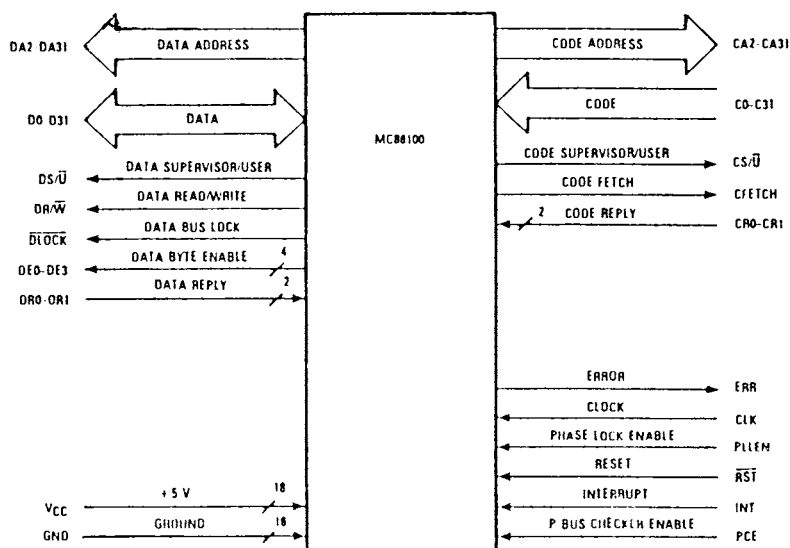 DA2-DA31
DATA ADDRESS
CODE ADDRESS
CA2-CA31
D0-D31
DATA
CODE
C0-C31
MC88100
DATA SUPERVISOR/USER
DS/U̅
CODE SUPERVISOR/USER
CS/U̅
DATA READ/WRITE
DR/W̅
CODE FETCH
CFETCH
DATA BUS LOCK
D̅L̅O̅C̅K̅
2
CODE REPLY
CR0-CR1
DATA BYTE ENABLE
4
DE0-DE3
DATA REPLY
2
DR0-DR1
ERROR
ERR
CLOCK
CLK
PHASE LOCK ENABLE
PLLEN
RESET
R̅S̅T̅
VCC
+5 V
18
INTERRUPT
INT
GND
GROUND
18
P BUS CHECKER ENABLE
PCE